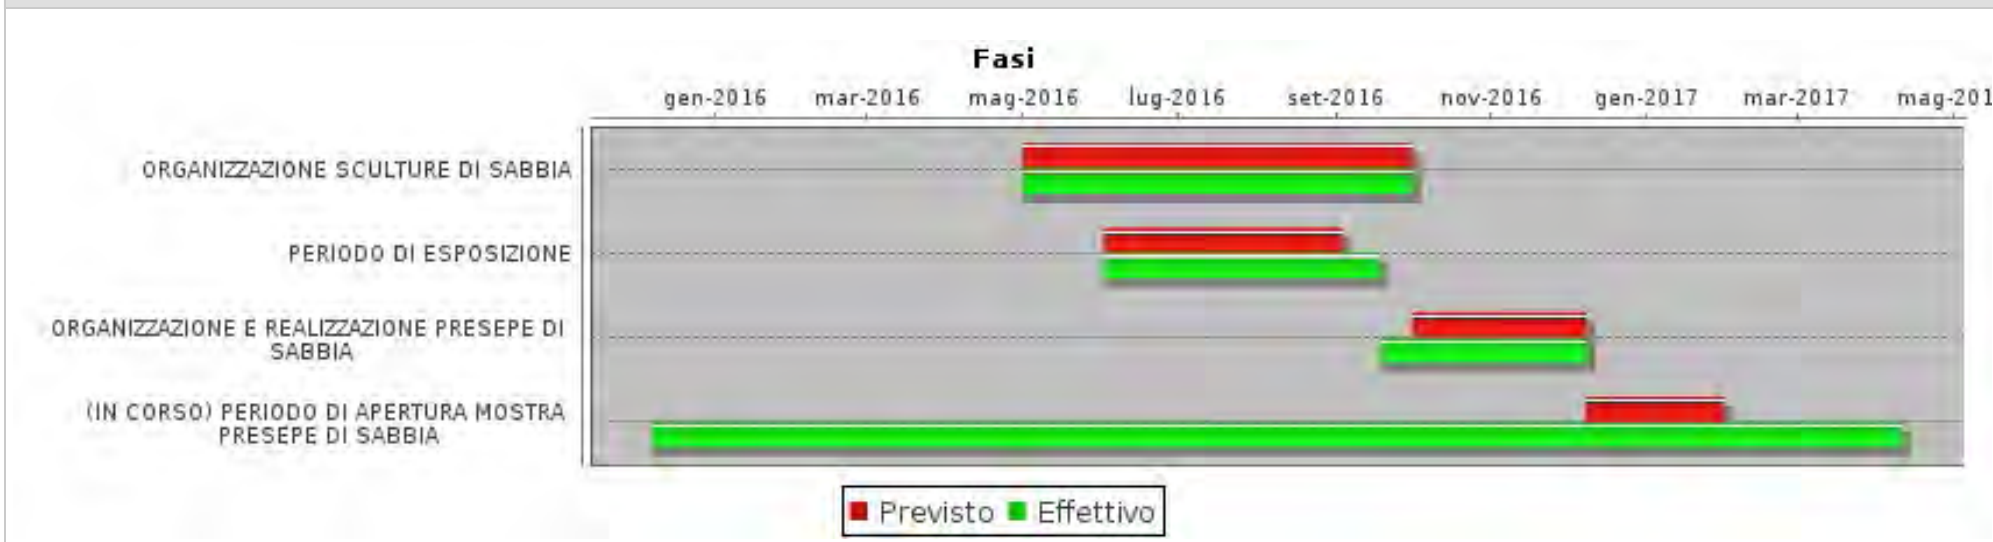 Fasi
gen-2016 mar-2016 mag-2016 lug-2016 set-2016 nov-2016 gen-2017 mar-2017 mag-201
ORGANIZZAZIONE SCULTURE DI SABBIA
PERIODO DI ESPOSIZIONE
ORGANIZZAZIONE E REALIZZAZIONE PRESEPE DI
SABBIA
(IN CORSO) PERIODO DI APERTURA MOSTRA
PRESEPE DI SABBIA
Previsto Effettivo